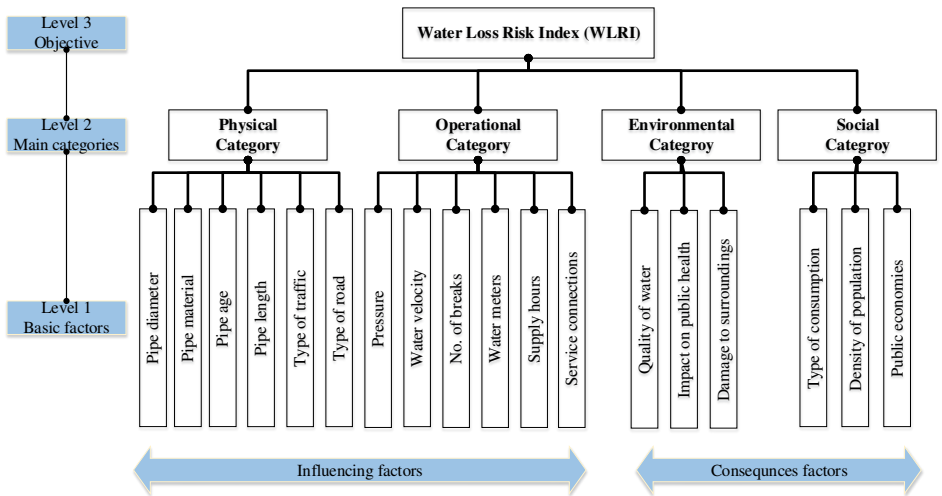 Level 3
Objective
Water Loss Risk Index (WLRI)
Level 2
Main categories
Physical
Category
Operational
Category
Environmental
Categroy
Social
Categroy
Level 1
Basic factors
Pipe diameter
Pipe material
Pipe age
Pipe length
Type of traffic
Type of road
Pressure
Water velocity
No. of breaks
Water meters
Supply hours
Service connections
Quality of water
Impact on public health
Damage to surroundings
Type of consumption
Density of population
Public economies
Influencing factors
Consequnces factors